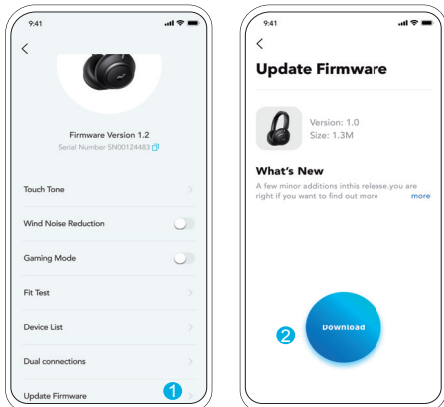 9:41
Firmware Version 1.2
Serial Number SN00124483
Touch Tone
Wind Noise Reduction
Gaming Mode
Fit Test
Device List
Dual connections
Update Firmware
1
9:41
Update Firmware
Version: 1.0
Size: 1.3M
What's New
A few minor additions inthis release.you are
right if you want to find out more more
2
Download